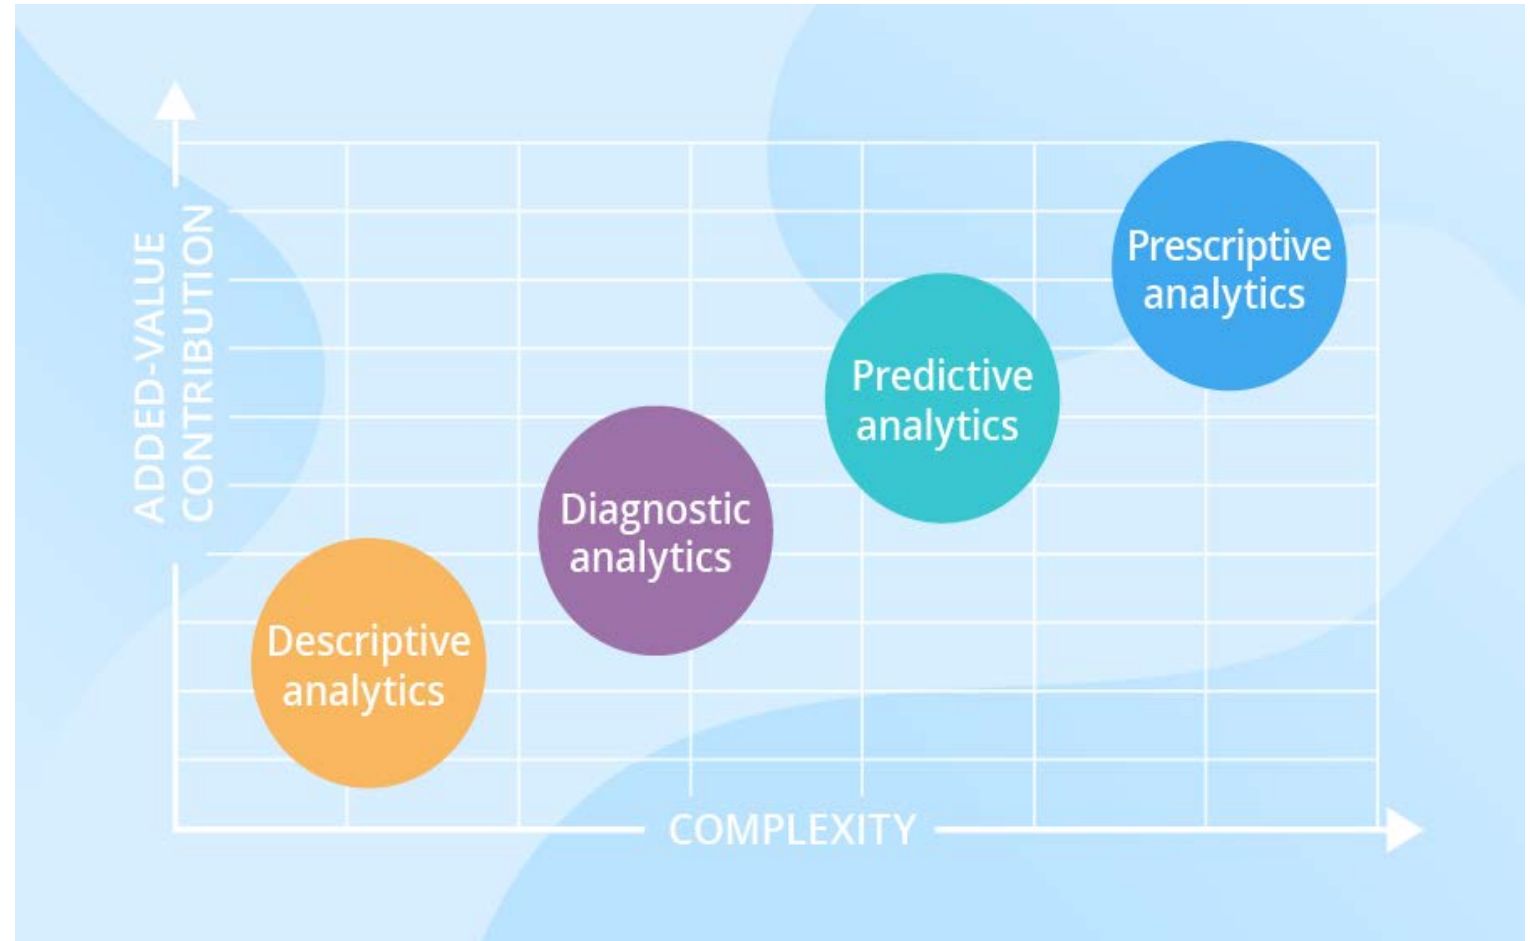 ADDED-VALUE
CONTRIBUTION
Prescriptive
analytics
Predictive
analytics
Diagnostic
analytics
Descriptive
analytics
COMPLEXITY